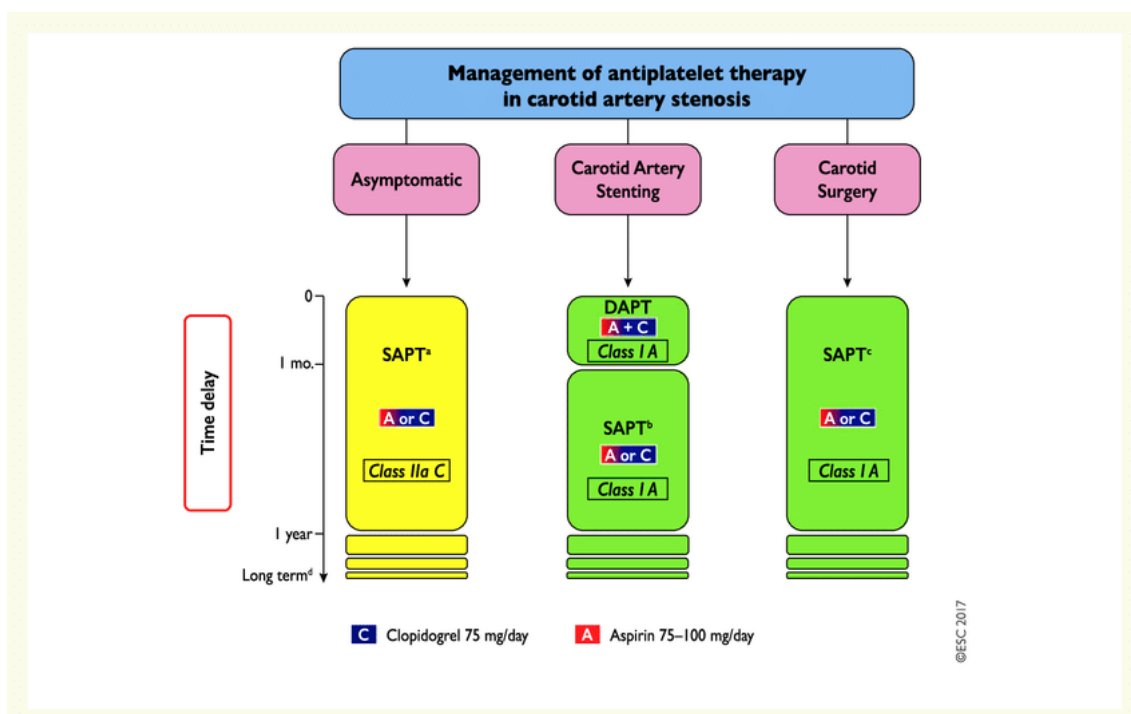 Management of antiplatelet therapy
in carotid artery stenosis
Asymptomatic
Carotid Artery
Stenting
Carotid
Surgery
Time delay
0
1 mo.
1 year
Long termᵈ
SAPTᵃ
A or C
Class IIa C
DAPT
A + C
Class I A
SAPTᵇ
A or C
Class I A
SAPTᶜ
A or C
Class I A
C Clopidogrel 75 mg/day
A Aspirin 75–100 mg/day
©ESC 2017